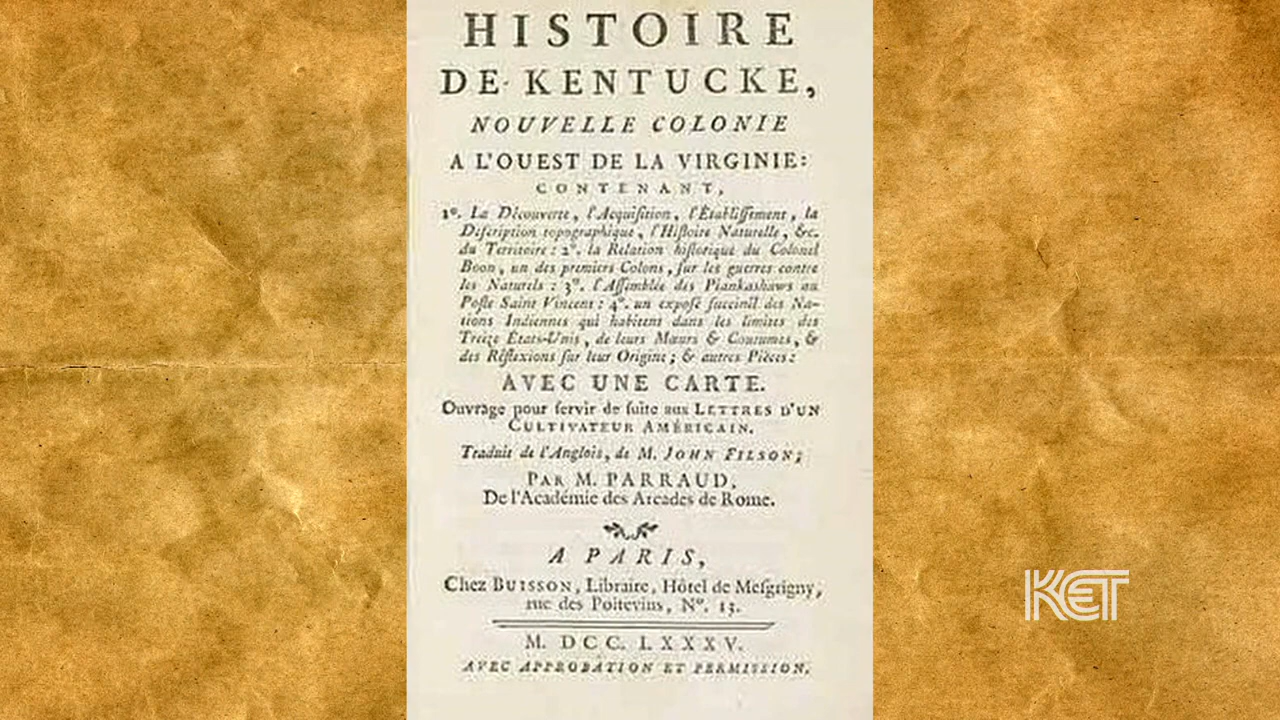 HISTOIRE
DE KENTUCKE,
NOUVELLE COLONIE
A L'OUEST DE LA VIRGINIE:
CONTENANT,
1º. La Découverte, l'Acquiſition, l'Établiſſement, la
Deſcription topographique, l'Hiſtoire Naturelle, &c.
du Territoire : 2º. la Relation hiſtorique du Colonel
Boon, un des premiers Colons, ſur les guerres contre
les Naturels : 3º. l'Aſſemblée des Piankashaws au
Poſte Saint Vincent : 4º. un expoſé ſuccinct des Na-
tions Indiennes qui habitent dans les limites des
Treize États-Unis, de leurs Mœurs & Coutumes, &
des Réflexions ſur leur Origine ; & autres Pièces :
AVEC UNE CARTE.
Ouvrage pour ſervir de ſuite aux LETTRES D'UN
CULTIVATEUR AMÉRICAIN.
Traduit de l'Anglois, de M. JOHN FILSON;
PAR M. PARRAUD,
De l'Académie des Arcades de Rome.
A PARIS,
Chez BUISSON, Libraire, Hôtel de Meſgrigny,
rue des Poitevins, Nº. 13.
M. DCC. LXXXV.
AVEC APPROBATION ET PERMISSION.
KET